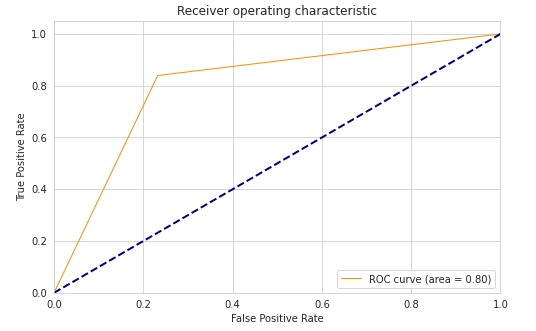 Receiver operating characteristic
1.0
0.8
0.6
0.4
0.2
0.0
True Positive Rate
ROC curve (area = 0.80)
0.0 0.2 0.4 0.6 0.8 1.0
False Positive Rate